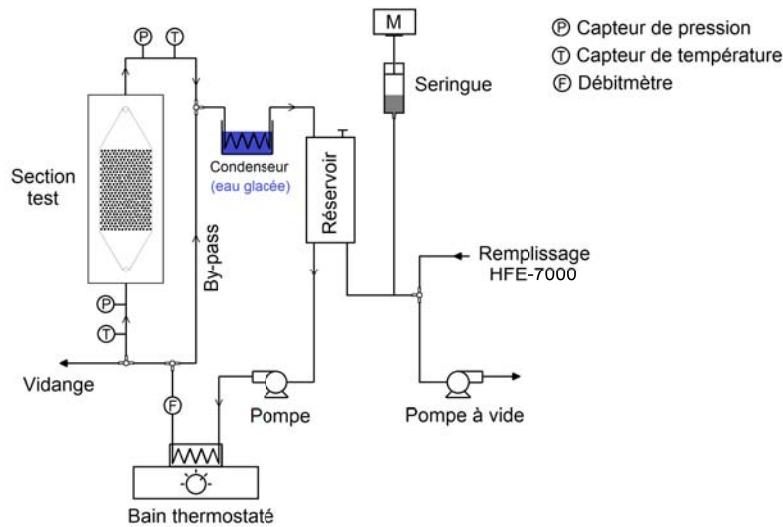 P
T
M
P Capteur de pression
T Capteur de température
F Débitmètre
Seringue
Section
test
Condenseur
(eau glacée)
Réservoir
By-pass
Remplissage
HFE-7000
P
T
Vidange
F
Pompe
Pompe à vide
Bain thermostaté